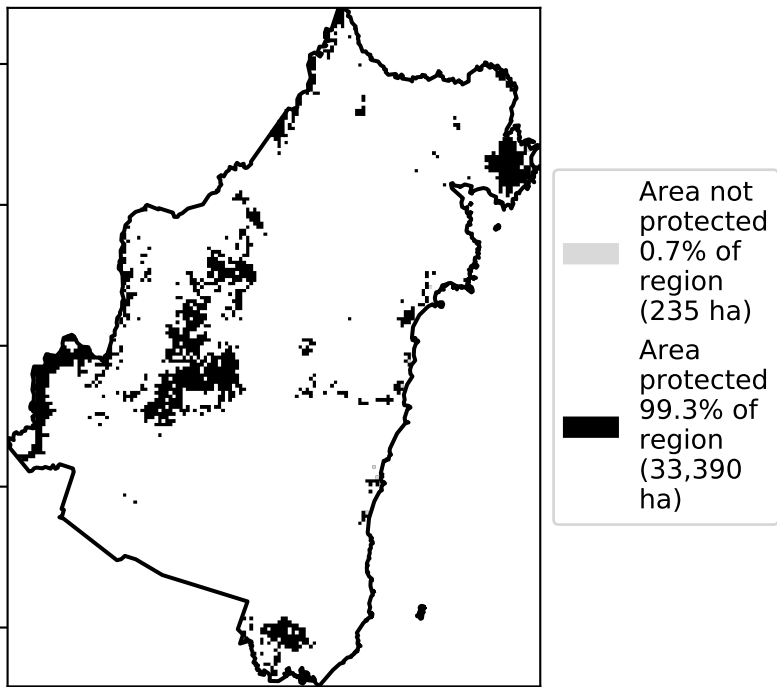 Area not
protected
0.7% of
region
(235 ha)
Area
protected
99.3% of
region
(33,390
ha)